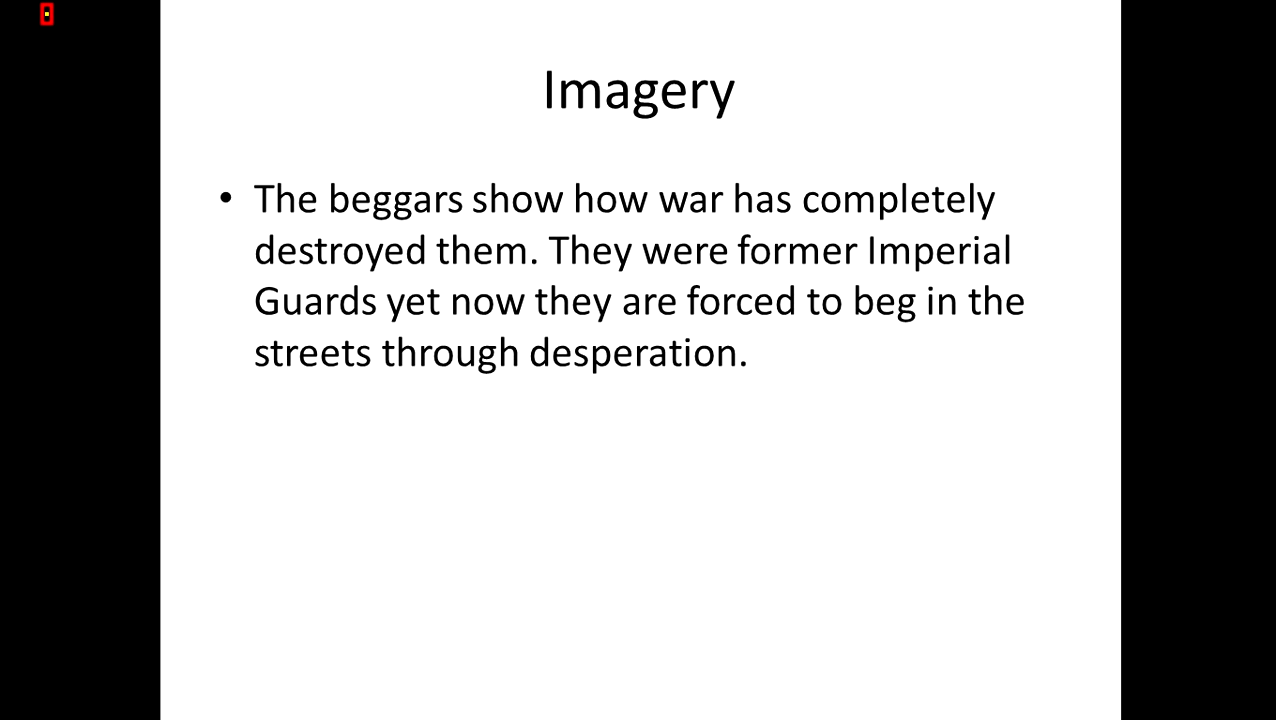 Imagery
• The beggars show how war has completely
destroyed them. They were former Imperial
Guards yet now they are forced to beg in the
streets through desperation.